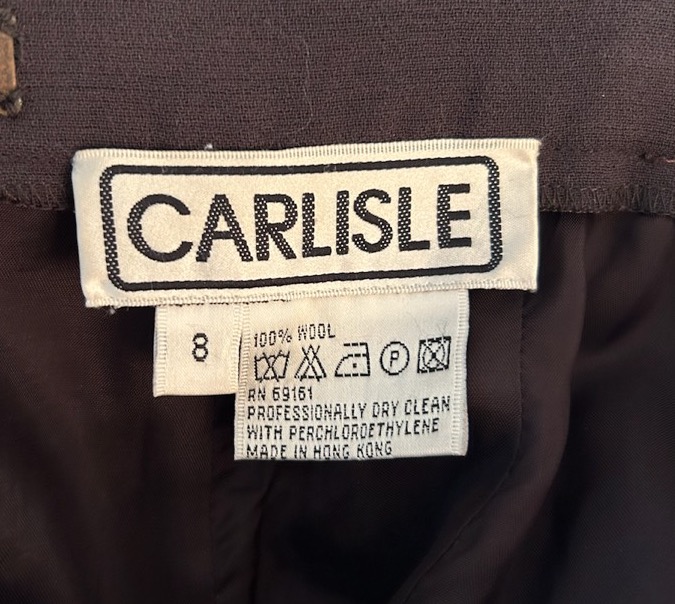 CARLISLE
8
100% WOOL
P
RN 69161
PROFESSIONALLY DRY CLEAN
WITH PERCHLOROETHYLENE
MADE IN HONG KONG